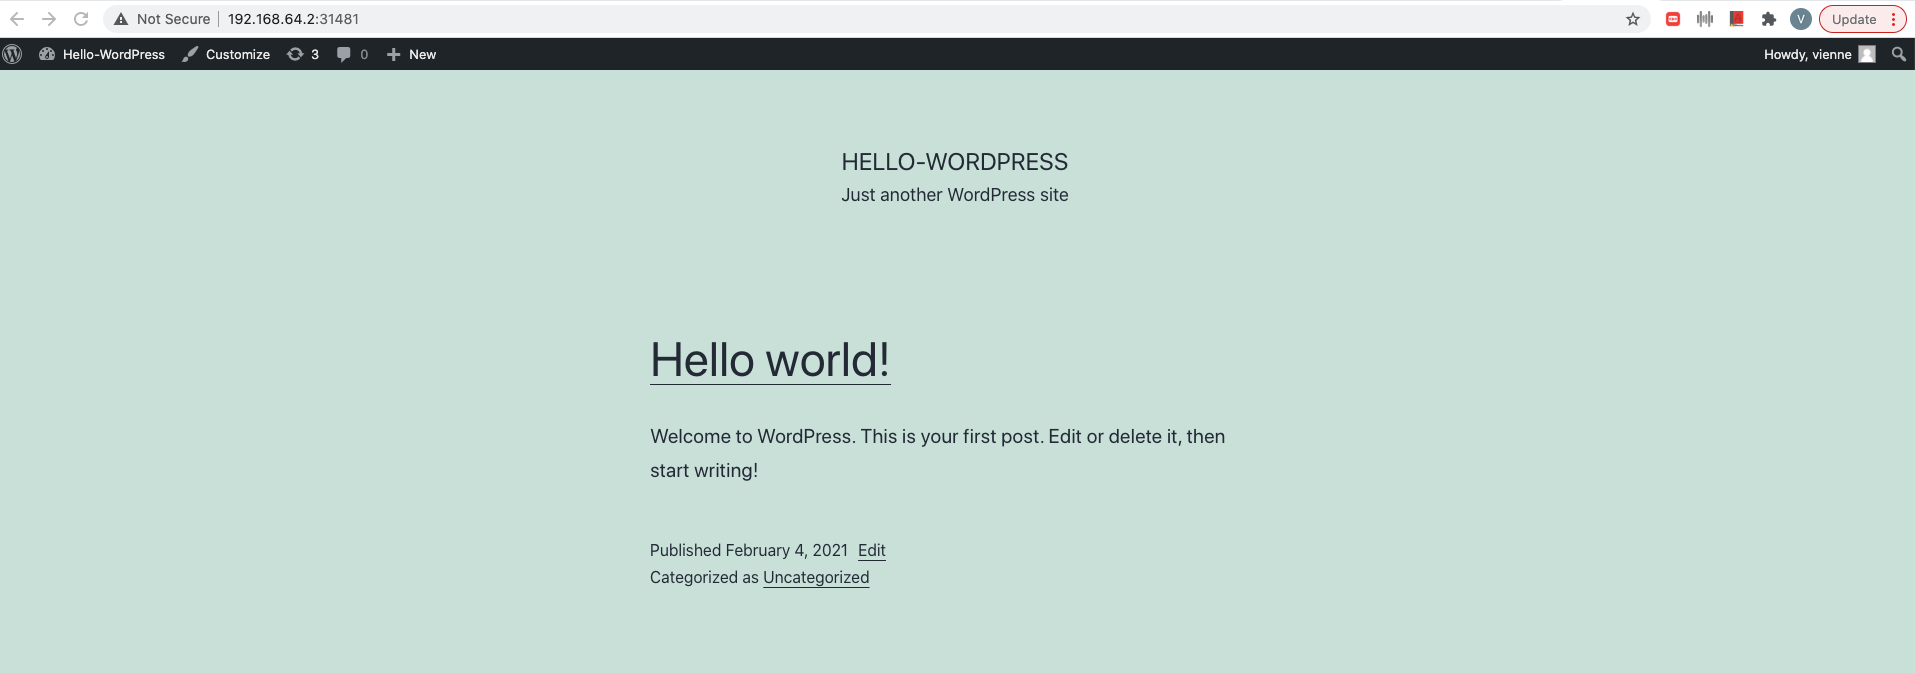 Not Secure 192.168.64.2:31481 V Update
Hello-WordPress Customize 3 0 New Howdy, vienne
HELLO-WORDPRESS
Just another WordPress site
Hello world!
Welcome to WordPress. This is your first post. Edit or delete it, then
start writing!
Published February 4, 2021 Edit
Categorized as Uncategorized